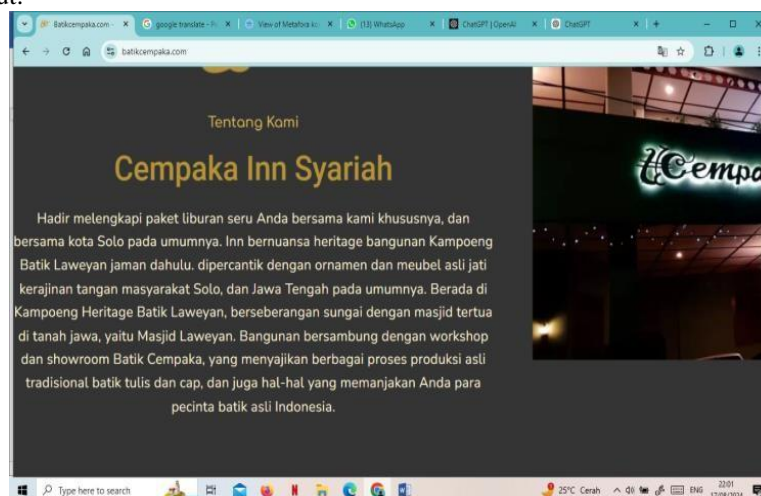 ut.
Batikcempaka.com -
google translate -
View of Metafora
(13) WhatsApp
ChatGPT | OpenAI
ChatGPT
batikcempaka.com
Tentang Kami
Cempaka Inn Syariah
Hadir melengkapi paket liburan seru Anda bersama kami khususnya, dan
bersama kota Solo pada umumnya. Inn bernuansa heritage bangunan Kampoeng
Batik Laweyan jaman dahulu. dipercantik dengan ornamen dan meubel asli jati
kerajinan tangan masyarakat Solo, dan Jawa Tengah pada umumnya. Berada di
Kampoeng Heritage Batik Laweyan, berseberangan sungai dengan masjid tertua
di tanah jawa, yaitu Masjid Laweyan. Bangunan bersambung dengan workshop
dan showroom Batik Cempaka, yang menyajikan berbagai proses produksi asli
tradisional batik tulis dan cap, dan juga hal-hal yang memanjakan Anda para
pecinta batik asli Indonesia.
Cempa
Type here to search
25°C Cerah
ENG
22:01
17/08/2024